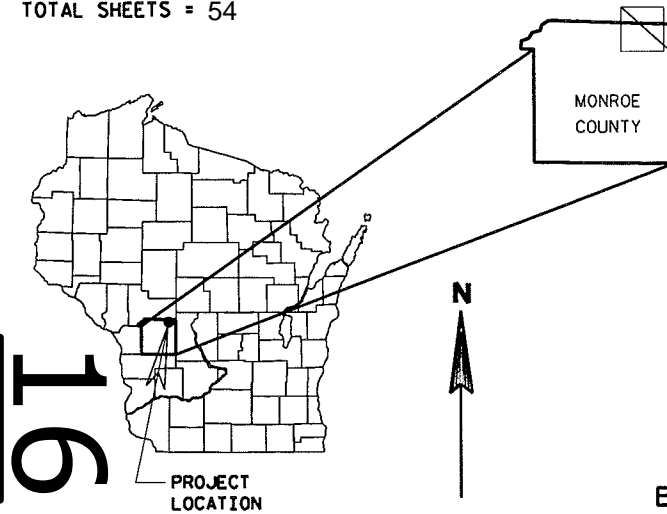 TOTAL SHEETS = 54
MONROE
COUNTY
N
16
PROJECT
LOCATION
E